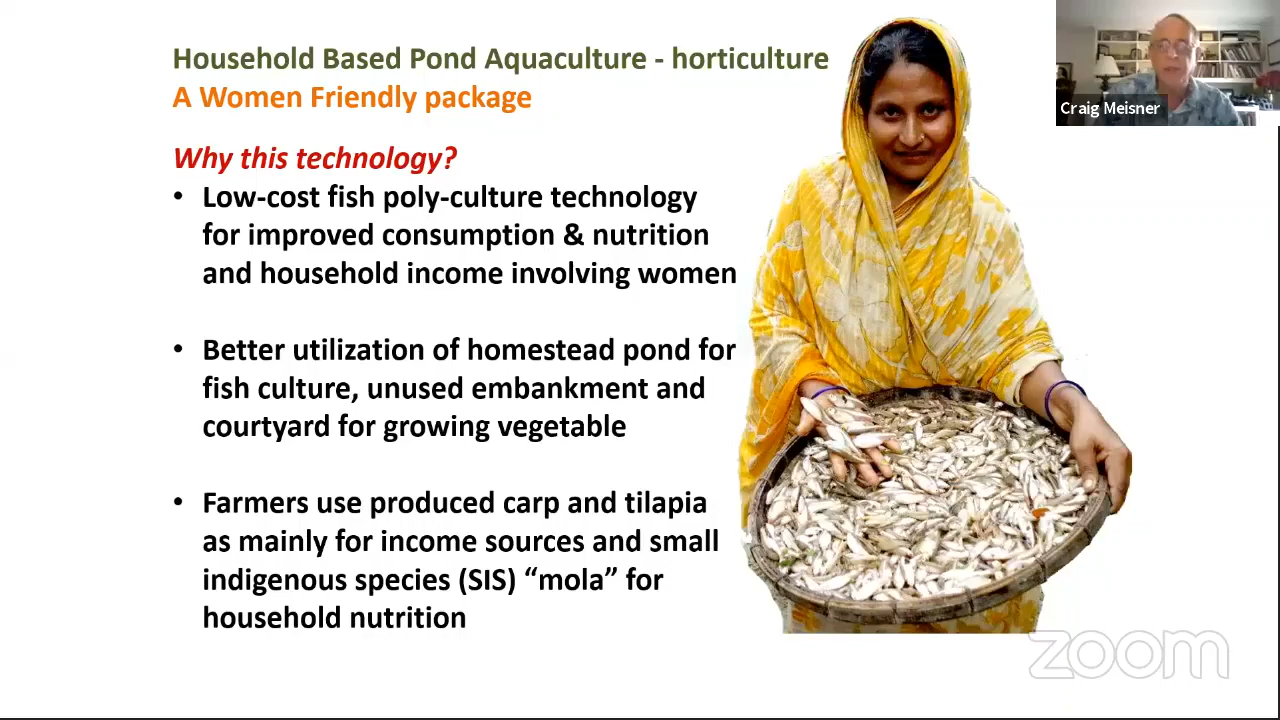 Household Based Pond Aquaculture - horticulture
A Women Friendly package
Why this technology?
• Low-cost fish poly-culture technology
for improved consumption & nutrition
and household income involving women
• Better utilization of homestead pond for
fish culture, unused embankment and
courtyard for growing vegetable
• Farmers use produced carp and tilapia
as mainly for income sources and small
indigenous species (SIS) “mola” for
household nutrition
Craig Meisner
zoom